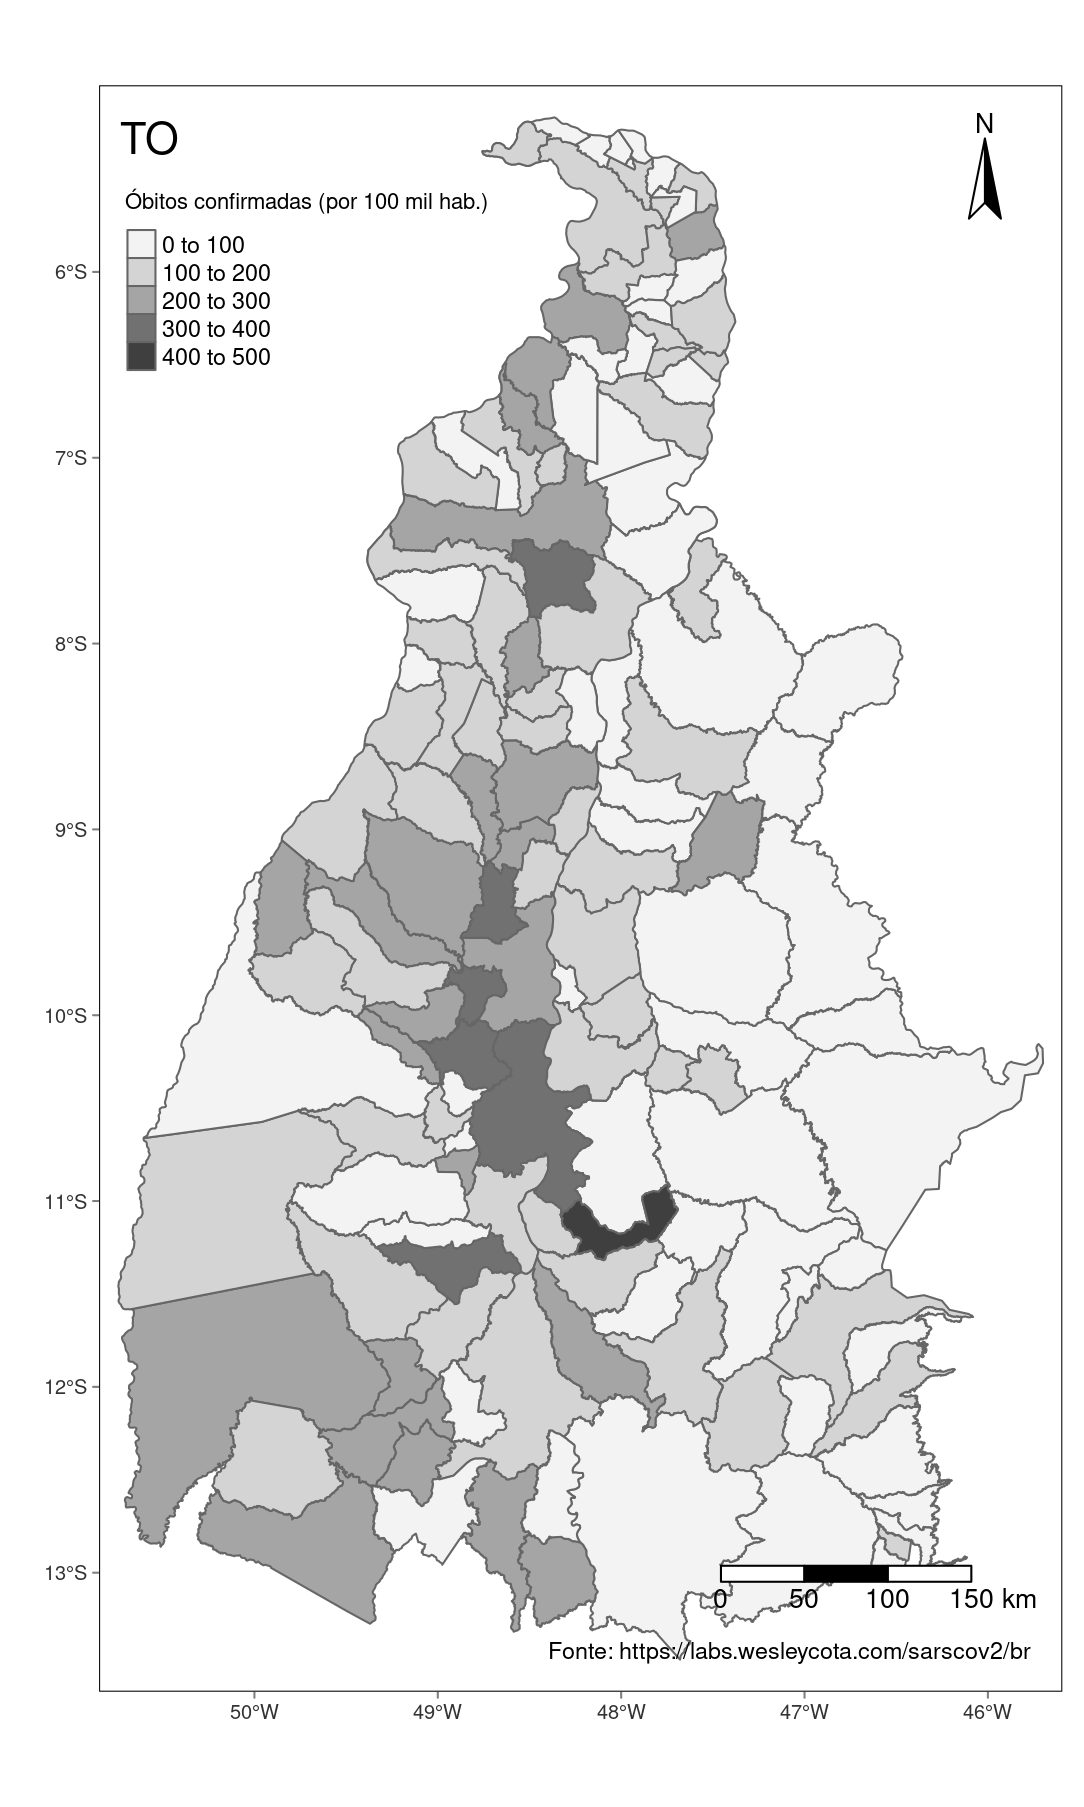 TO
N
Óbitos confirmadas (por 100 mil hab.)
0 to 100
100 to 200
200 to 300
300 to 400
400 to 500
6°S
7°S
8°S
9°S
10°S
11°S
12°S
13°S
0 50 100 150 km
Fonte: https://labs.wesleycota.com/sarscov2/br
50°W 49°W 48°W 47°W 46°W